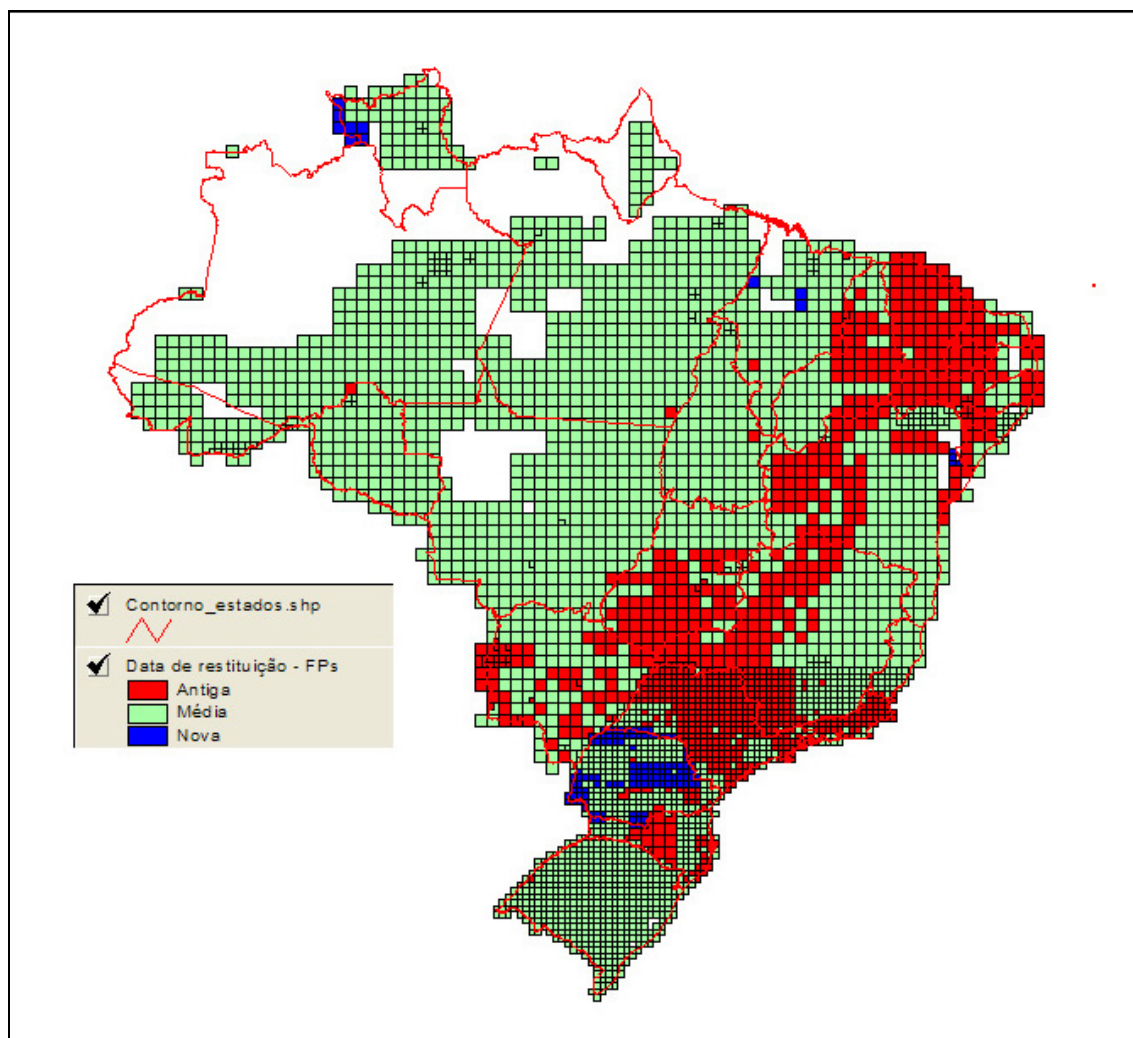 Contorno_estados.shp
Data de restituição - FPs
Antiga
Média
Nova